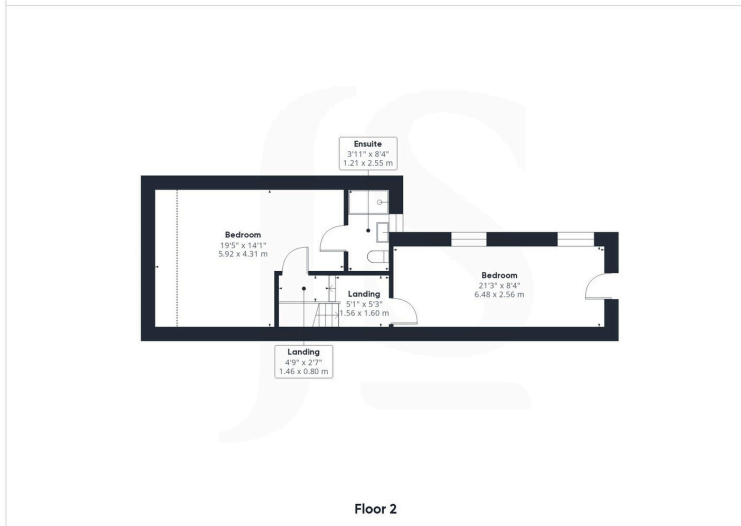 Ensuite
3'11" x 8'4"
1.21 x 2.55 m
Bedroom
19'5" x 14'1"
5.92 x 4.31 m
Bedroom
21'3" x 8'4"
6.48 x 2.56 m
Landing
5'1" x 5'3"
1.56 x 1.60 m
Landing
4'9" x 2'7"
1.46 x 0.80 m
Floor 2